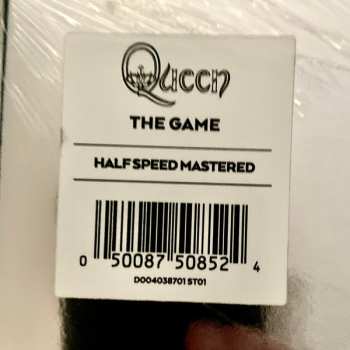 Queen
THE GAME
HALF SPEED MASTERED
0 50087 50852 4
D004038701 ST01